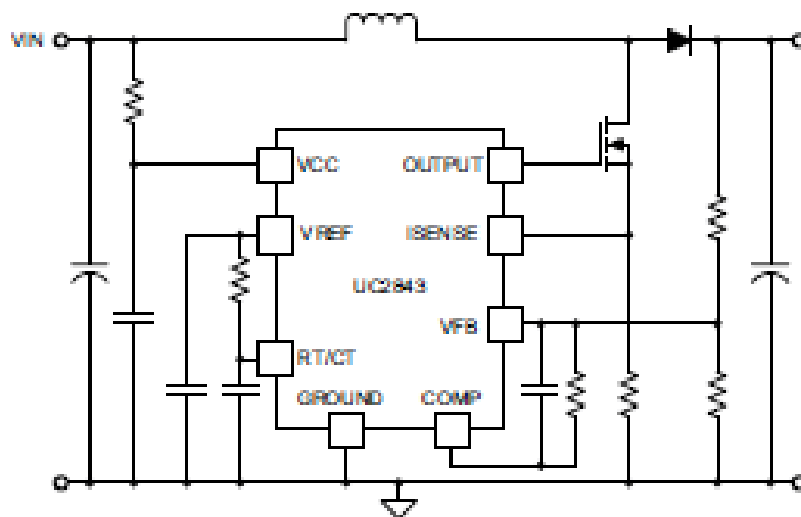 VIN
VCC
OUTPUT
VREF
ISENSE
UC2843
VFB
RT/CT
GROUND
COMP